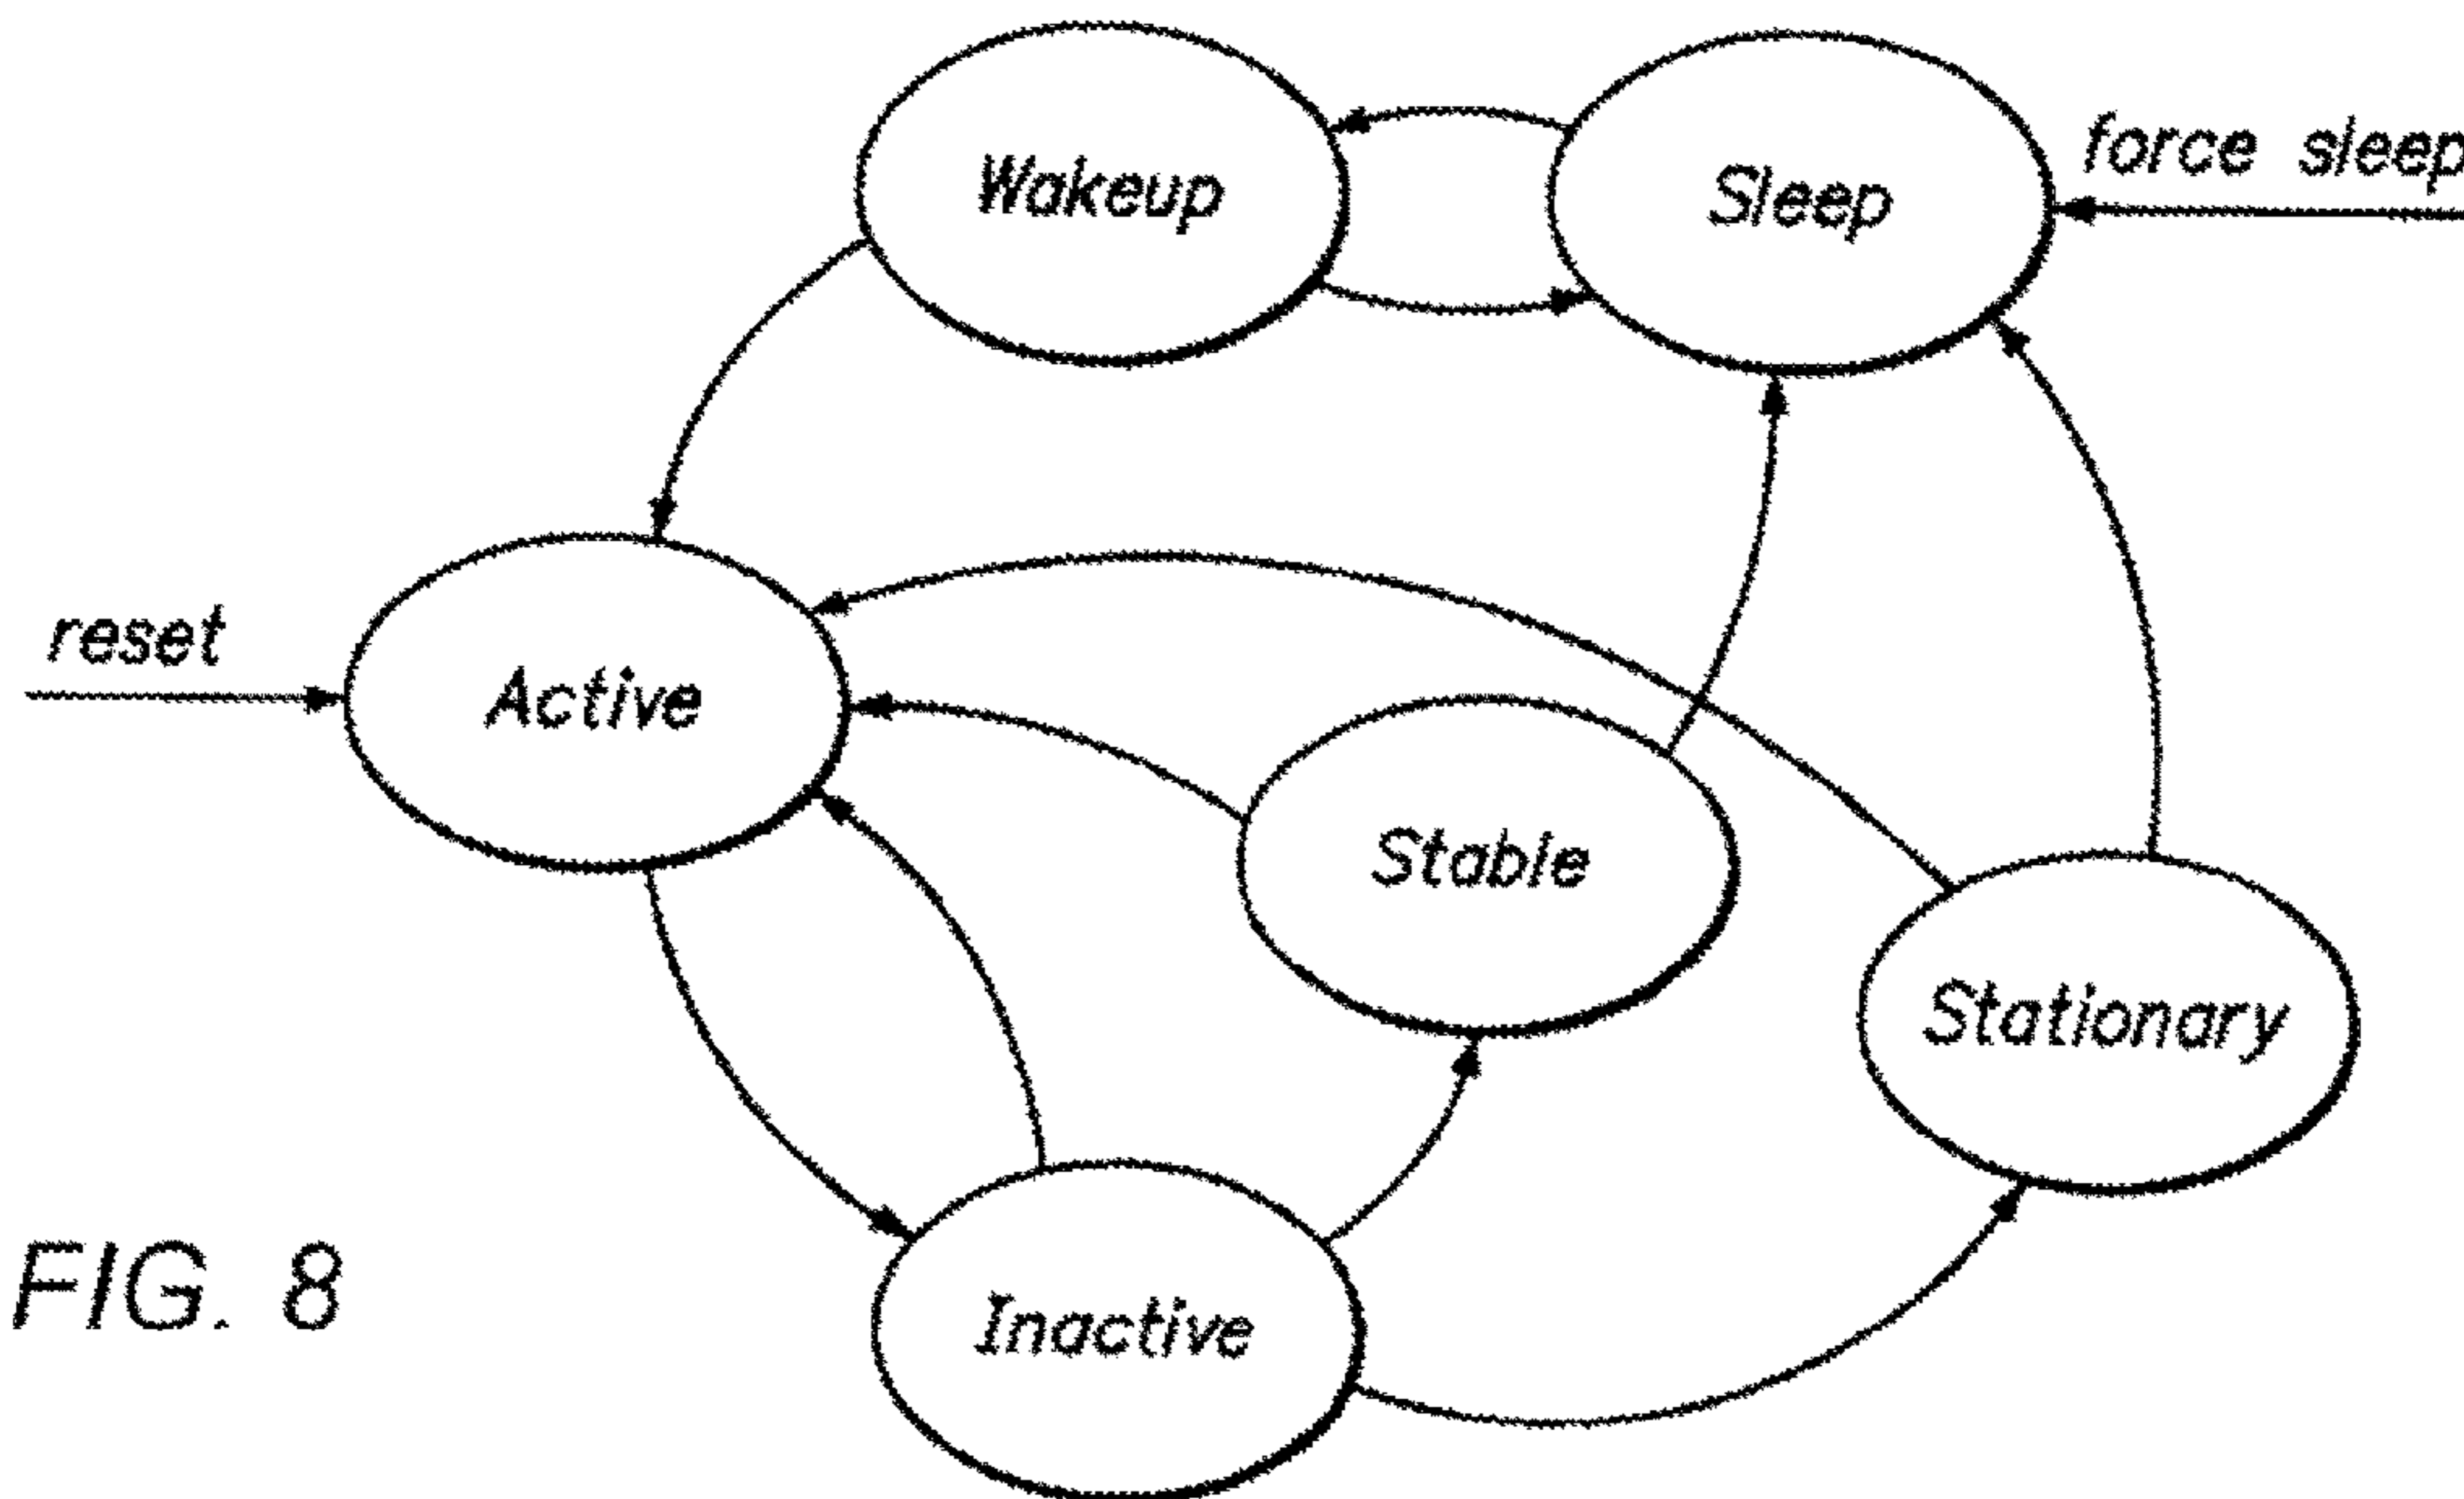 Wakeup
Sleep
force sleep
reset
Active
Stable
Stationary
Inactive
FIG. 8